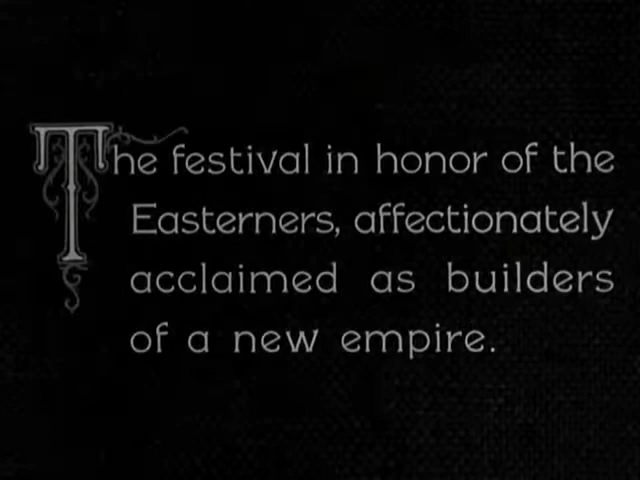 The festival in honor of the
Easterners, affectionately
acclaimed as builders
of a new empire.